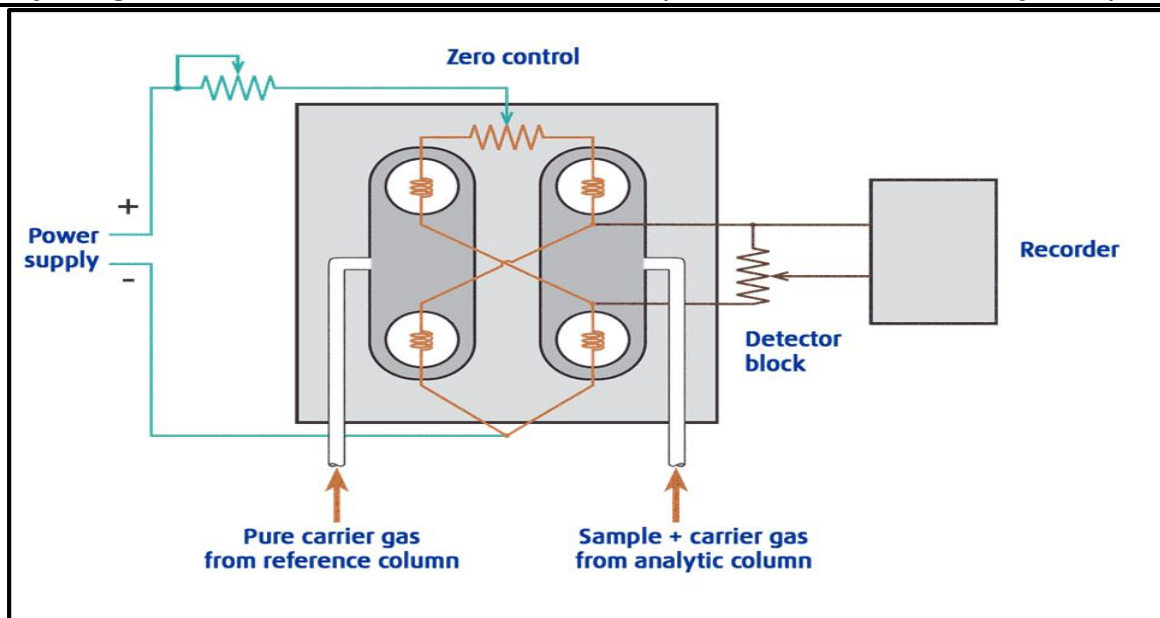 Zero control
+
Power
supply
-
Recorder
Detector
block
Pure carrier gas
from reference column
Sample + carrier gas
from analytic column